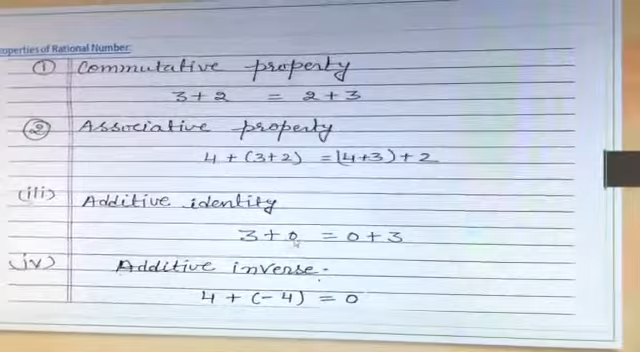 operties of Rational Number:
① Commutative property
3+2 = 2+3
② Associative property
4 + (3+2) = (4+3)+2
(iii) Additive identity
3+0 = 0+3
(iv) Additive inverse.
4 + (-4) = 0